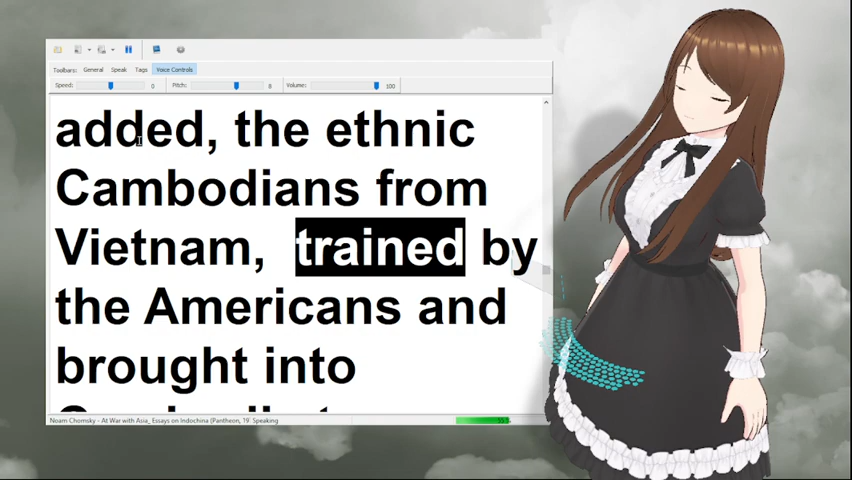 Toolbars: General Speak Tags Voice Controls
Speed: 0 Pitch: 8 Volume: 100
added, the ethnic
Cambodians from
Vietnam, trained by
the Americans and
brought into
Noam Chomsky - At War with Asia_ Essays on Indochina (Pantheon, 19 Speaking